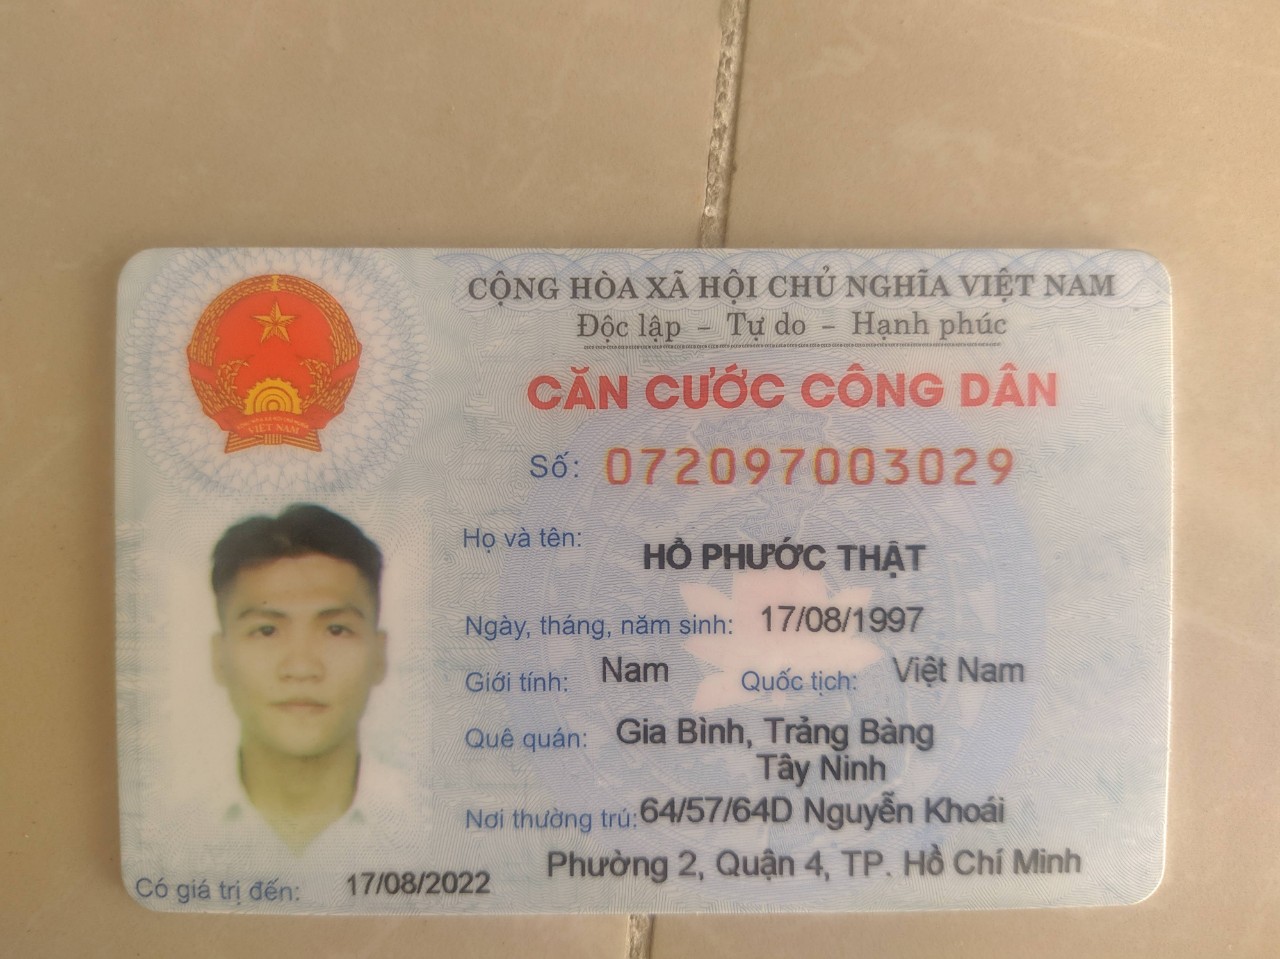 CỘNG HÒA XÃ HỘI CHỦ NGHĨA VIỆT NAM
Độc lập – Tự do – Hạnh phúc
CĂN CƯỚC CÔNG DÂN
Số: 072097003029
Họ và tên: HỒ PHƯỚC THẬT
Ngày, tháng, năm sinh: 17/08/1997
Giới tính: Nam Quốc tịch: Việt Nam
Quê quán: Gia Bình, Trảng Bàng
Tây Ninh
Nơi thường trú: 64/57/64D Nguyễn Khoái
Phường 2, Quận 4, TP. Hồ Chí Minh
Có giá trị đến: 17/08/2022
VIỆT NAM